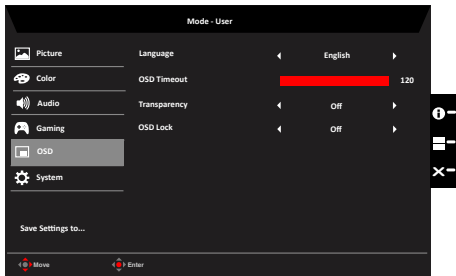 Mode - User
Picture
Language
English
Color
OSD Timeout
120
Audio
Transparency
Off
Gaming
OSD Lock
Off
OSD
System
Save Settings to...
Move
Enter